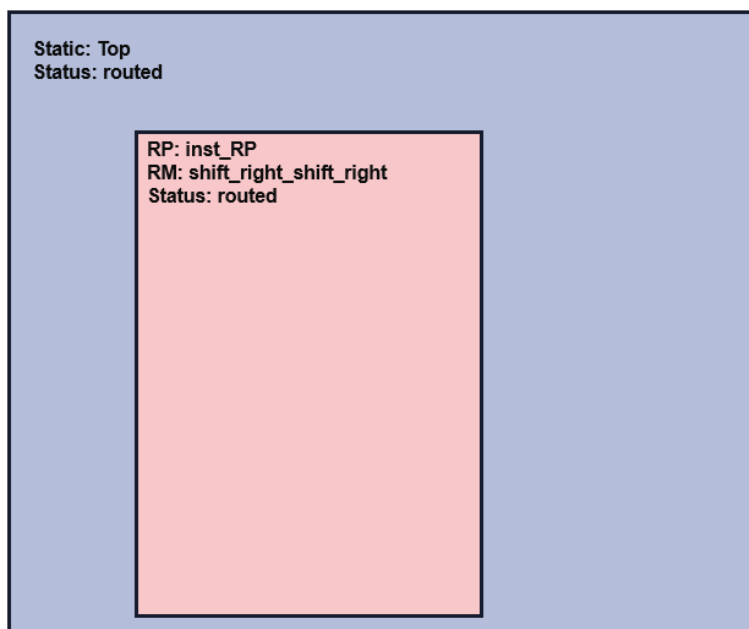 Static: Top
Status: routed
RP: inst_RP
RM: shift_right_shift_right
Status: routed